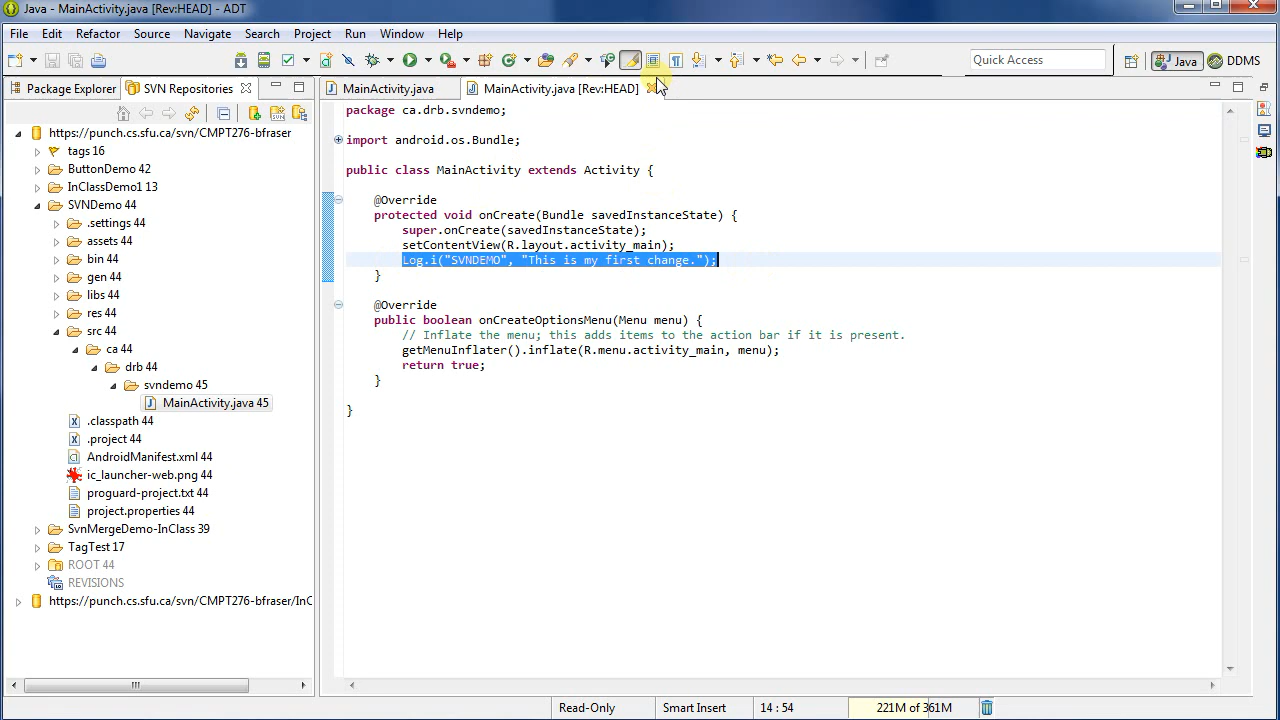 Java - MainActivity.java [Rev:HEAD] - ADT
File Edit Refactor Source Navigate Search Project Run Window Help
Quick Access
Java
DDMS
Package Explorer
SVN Repositories
https://punch.cs.sfu.ca/svn/CMPT276-bfraser
tags 16
ButtonDemo 42
InClassDemo1 13
SVNDemo 44
.settings 44
assets 44
bin 44
gen 44
libs 44
res 44
src 44
ca 44
drb 44
svndemo 45
MainActivity.java 45
.classpath 44
.project 44
AndroidManifest.xml 44
ic_launcher-web.png 44
proguard-project.txt 44
project.properties 44
SvnMergeDemo-InClass 39
TagTest 17
ROOT 44
REVISIONS
https://punch.cs.sfu.ca/svn/CMPT276-bfraser/InC
MainActivity.java
MainActivity.java [Rev:HEAD]
package ca.drb.svndemo;
import android.os.Bundle;
public class MainActivity extends Activity {
@Override
protected void onCreate(Bundle savedInstanceState) {
super.onCreate(savedInstanceState);
setContentView(R.layout.activity_main);
Log.i("SVNDEMO", "This is my first change.");
}
@Override
public boolean onCreateOptionsMenu(Menu menu) {
// Inflate the menu; this adds items to the action bar if it is present.
getMenuInflater().inflate(R.menu.activity_main, menu);
return true;
}
}
Read-Only
Smart Insert
14 : 54
221M of 361M